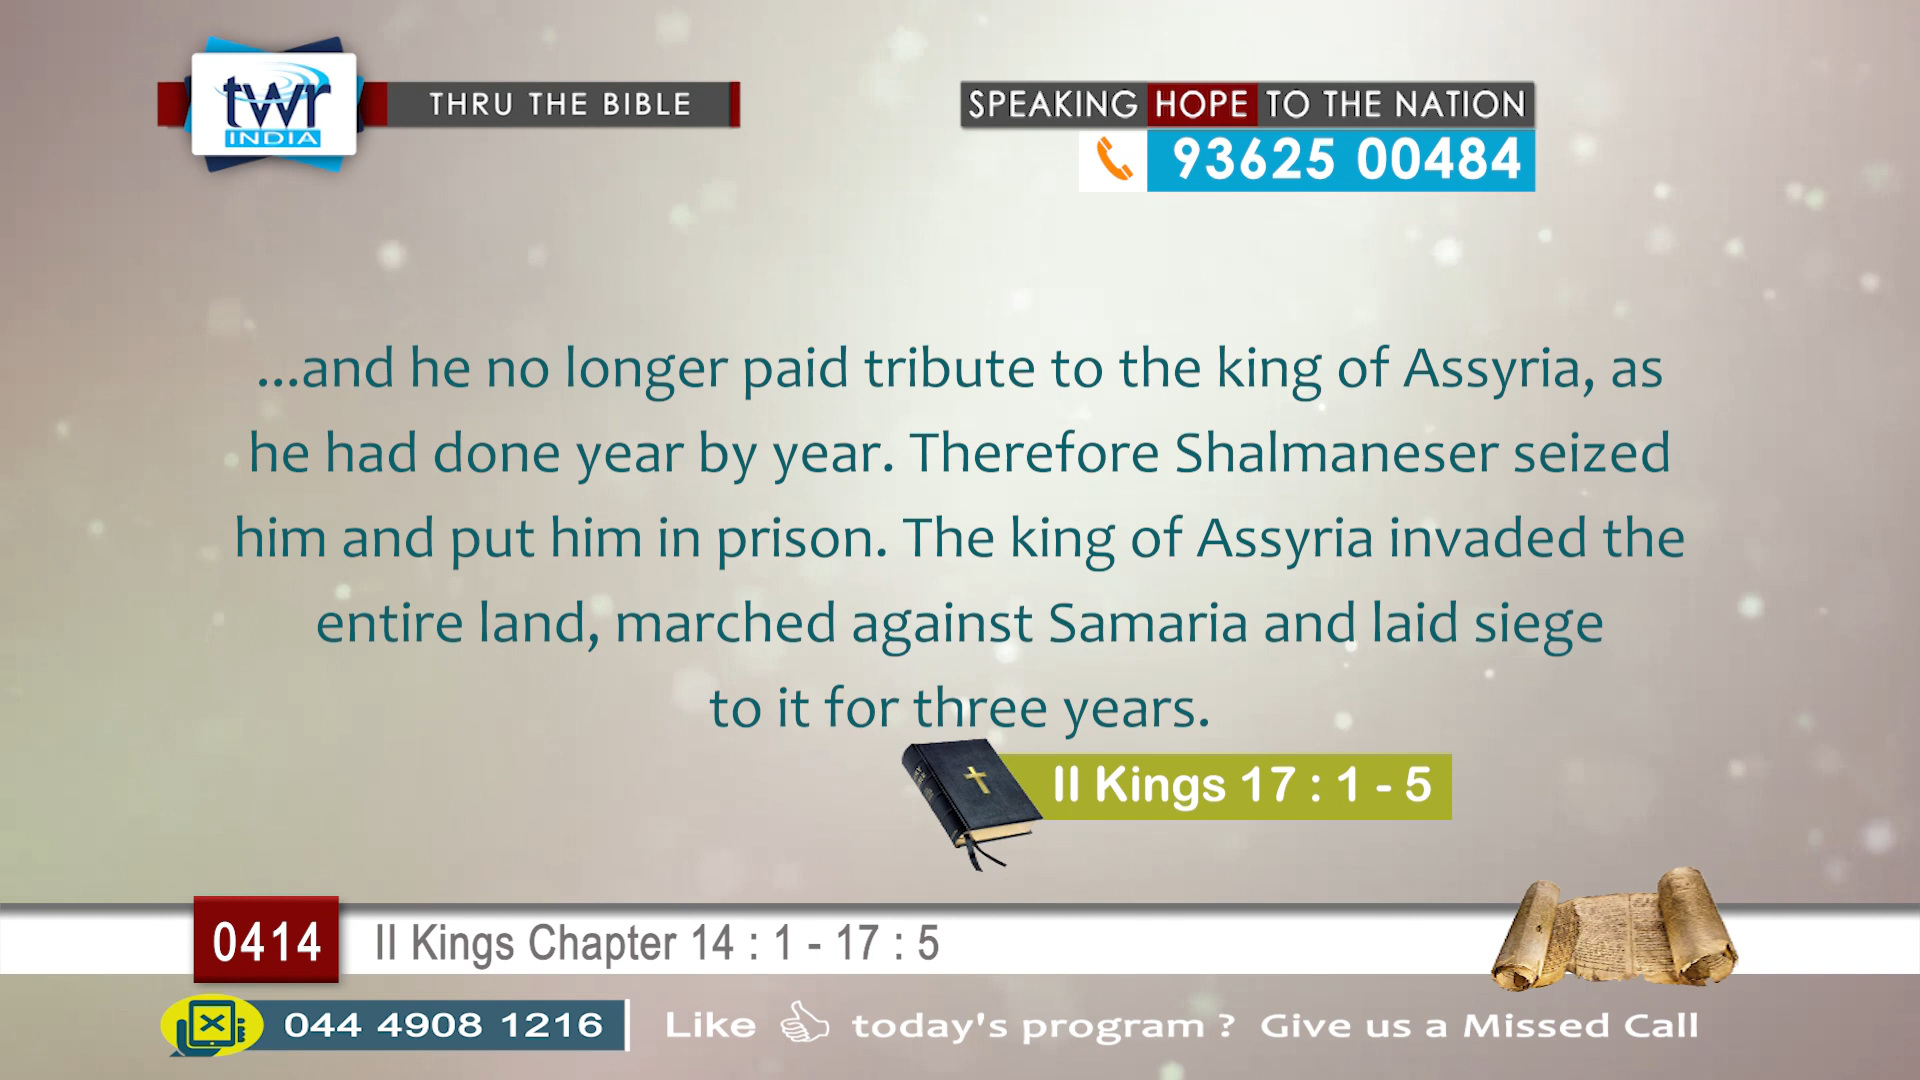 twr
INDIA
THRU THE BIBLE
SPEAKING HOPE TO THE NATION
93625 00484
...and he no longer paid tribute to the king of Assyria, as
he had done year by year. Therefore Shalmaneser seized
him and put him in prison. The king of Assyria invaded the
entire land, marched against Samaria and laid siege
to it for three years.
II Kings 17 : 1 - 5
0414 II Kings Chapter 14 : 1 - 17 : 5
044 4908 1216 Like today's program ? Give us a Missed Call